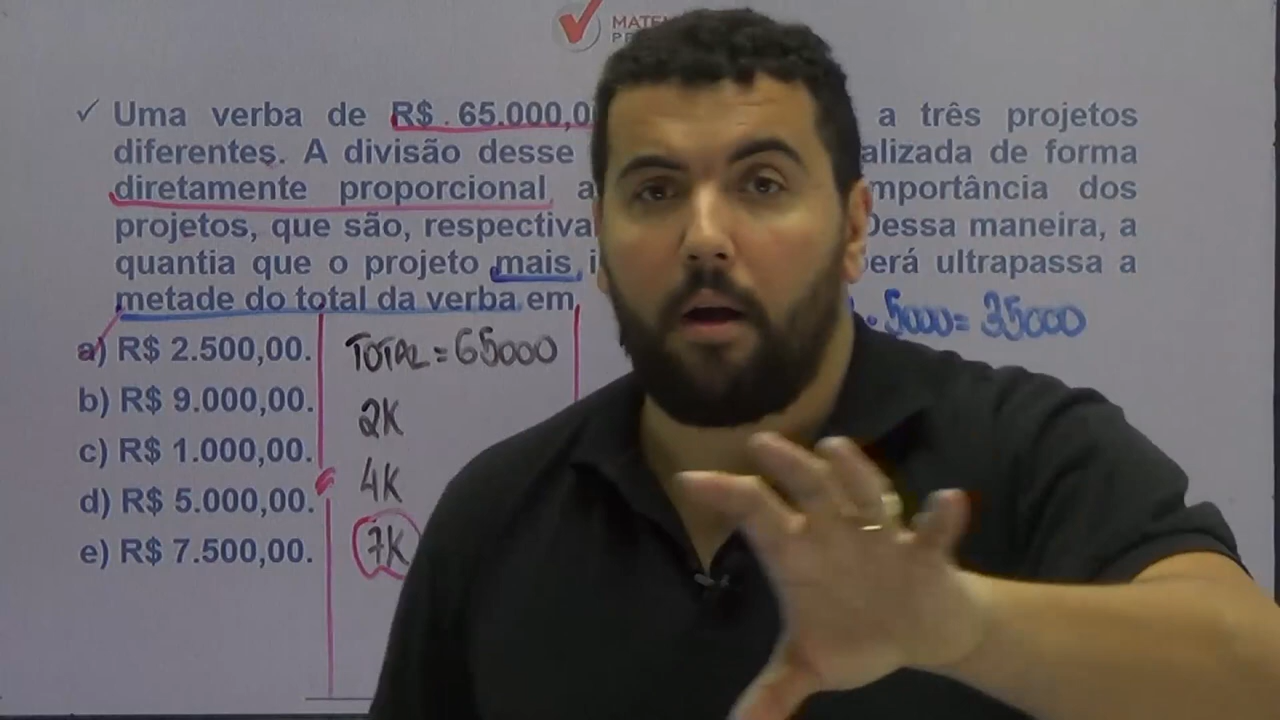 ✓ Uma verba de R$ 65.000,0 a três projetos
diferentes. A divisão desse alizada de forma
diretamente proporcional a mportância dos
projetos, que são, respectiva Dessa maneira, a
quantia que o projeto mais i berá ultrapassa a
metade do total da verba em
a) R$ 2.500,00.
b) R$ 9.000,00.
c) R$ 1.000,00.
d) R$ 5.000,00.
e) R$ 7.500,00.
TOTAL = 65000
2K
4K
7K
. 5000 = 35000